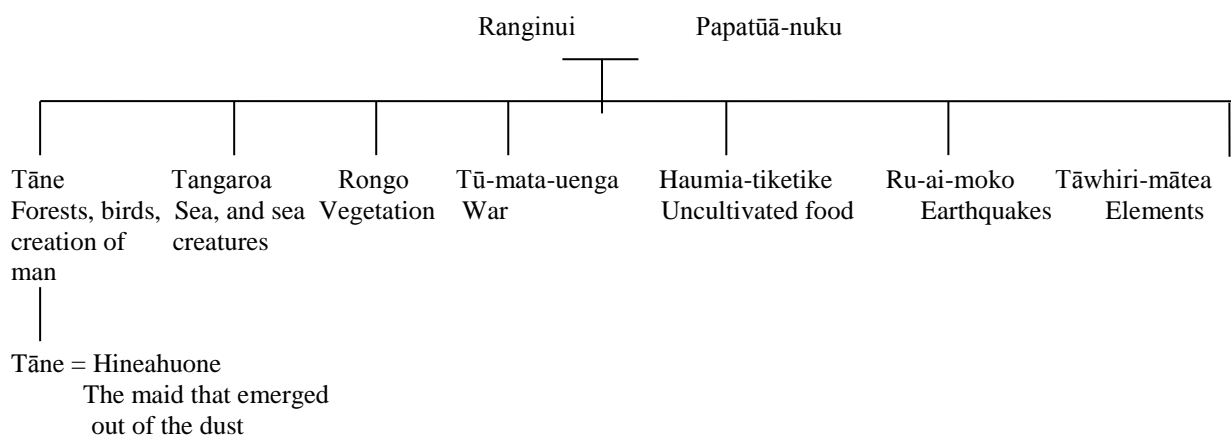 Ranginui Papatūā-nuku
Tāne Tangaroa Rongo Tū-mata-uenga Haumia-tiketike Ru-ai-moko Tāwhiri-mātea
Forests, birds, Sea, and sea Vegetation War Uncultivated food Earthquakes Elements
creation of creatures
man
Tāne = Hineahuone
The maid that emerged
out of the dust